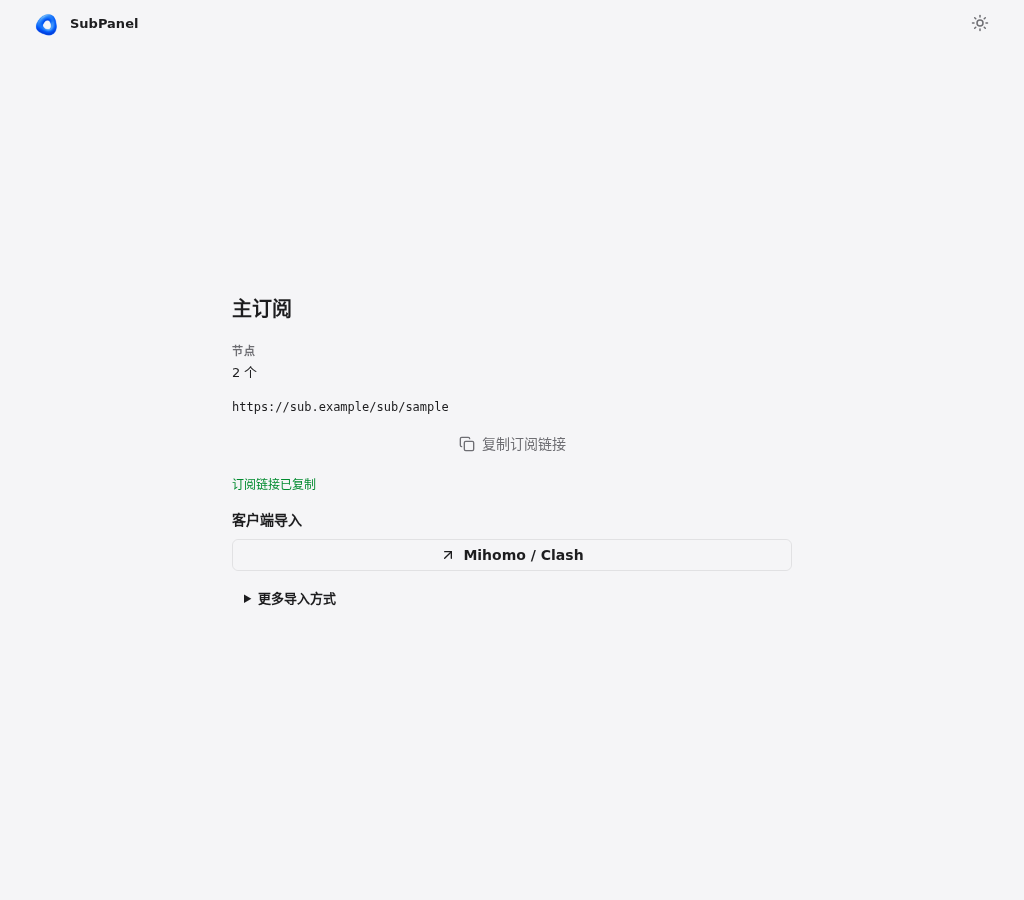 SubPanel
主订阅
节点
2 个
https://sub.example/sub/sample
复制订阅链接
订阅链接已复制
客户端导入
Mihomo / Clash
更多导入方式